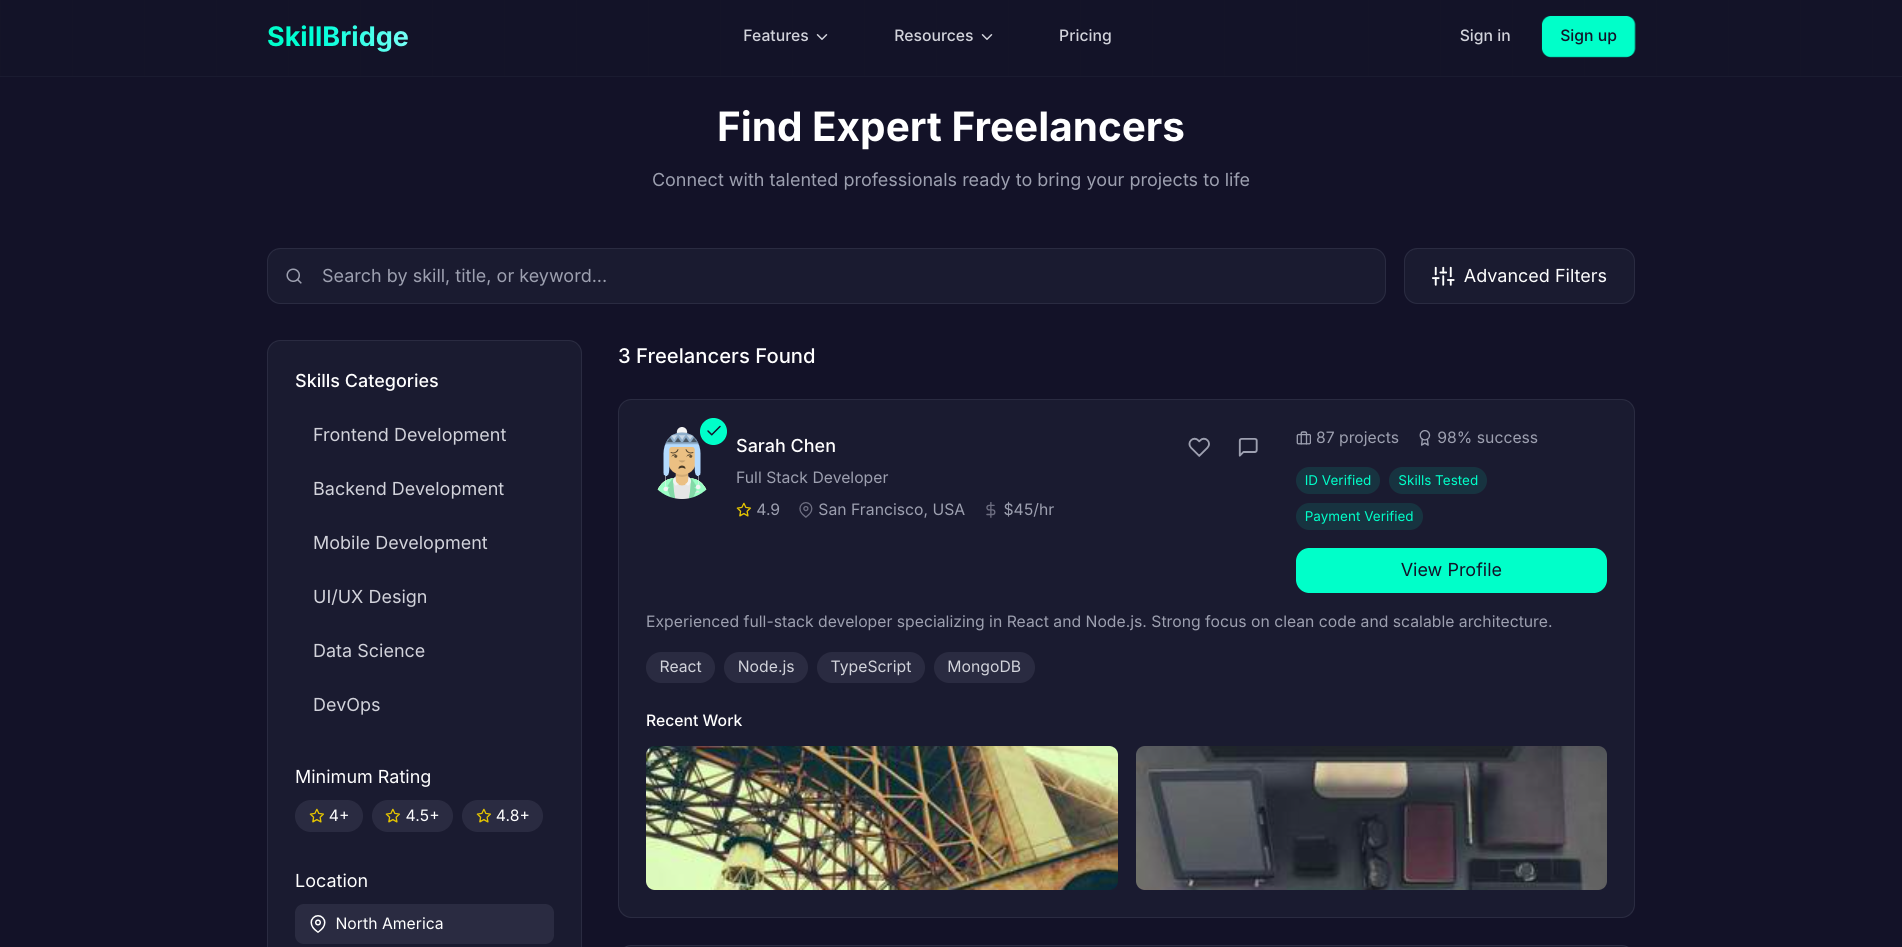 SkillBridge
Features
Resources
Pricing
Sign in
Sign up
Find Expert Freelancers
Connect with talented professionals ready to bring your projects to life
Search by skill, title, or keyword...
Advanced Filters
Skills Categories
Frontend Development
Backend Development
Mobile Development
UI/UX Design
Data Science
DevOps
Minimum Rating
4+
4.5+
4.8+
Location
North America
3 Freelancers Found
Sarah Chen
Full Stack Developer
4.9
San Francisco, USA
$45/hr
87 projects
98% success
ID Verified
Skills Tested
Payment Verified
View Profile
Experienced full-stack developer specializing in React and Node.js. Strong focus on clean code and scalable architecture.
React
Node.js
TypeScript
MongoDB
Recent Work